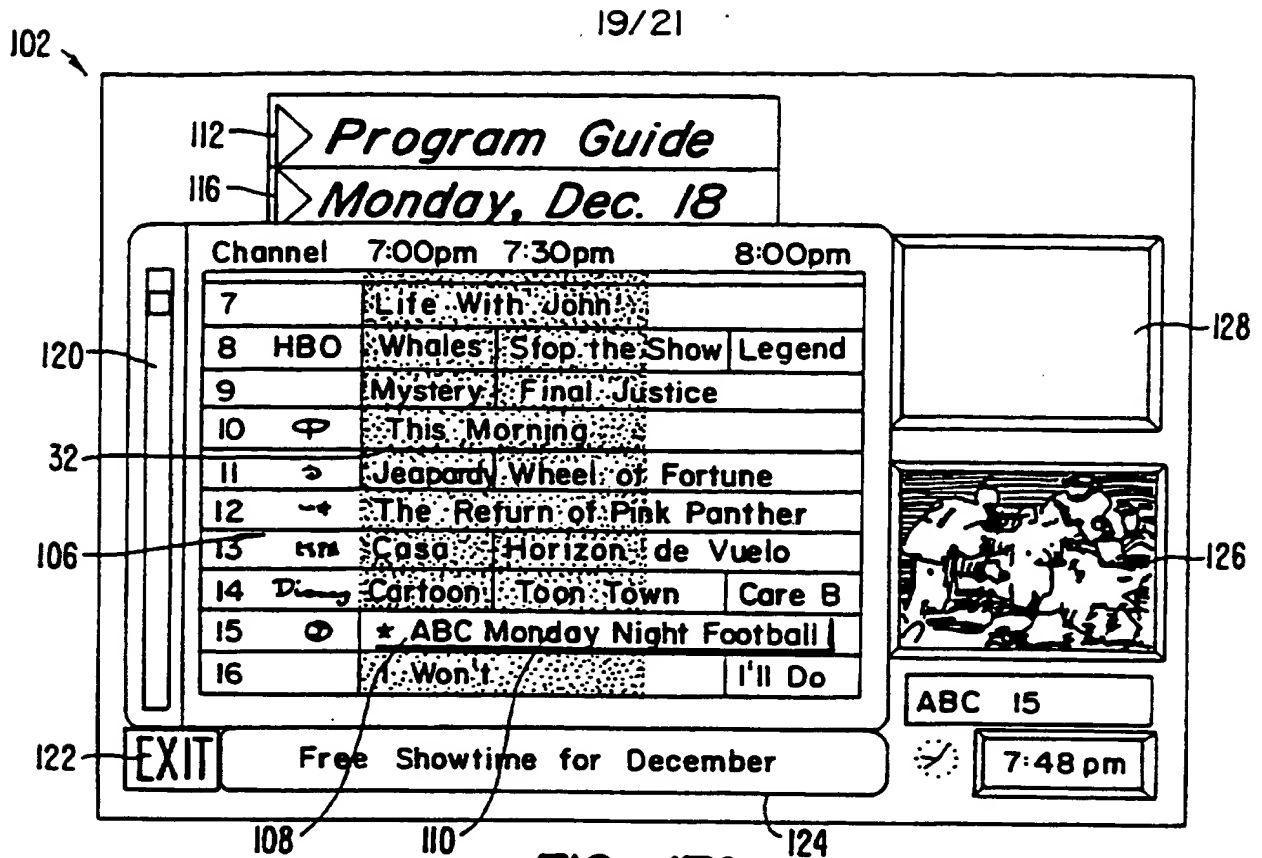 19/21
102
112 Program Guide
116 Monday, Dec. 18
Channel 7:00pm 7:30pm 8:00pm
7 Life With John
8 HBO Whales Stop the Show Legend
128
120
9 Mystery Final Justice
10 This Morning
32
11 Jeapardy Wheel of Fortune
12 The Return of Pink Panther
106
13 Casa Horizon de Vuelo
126
14 Disney Cartoon Toon Town Care B
15 * ABC Monday Night Football
16 I Won't I'll Do
ABC 15
122 EXIT Free Showtime for December 7:48 pm
108 110 124